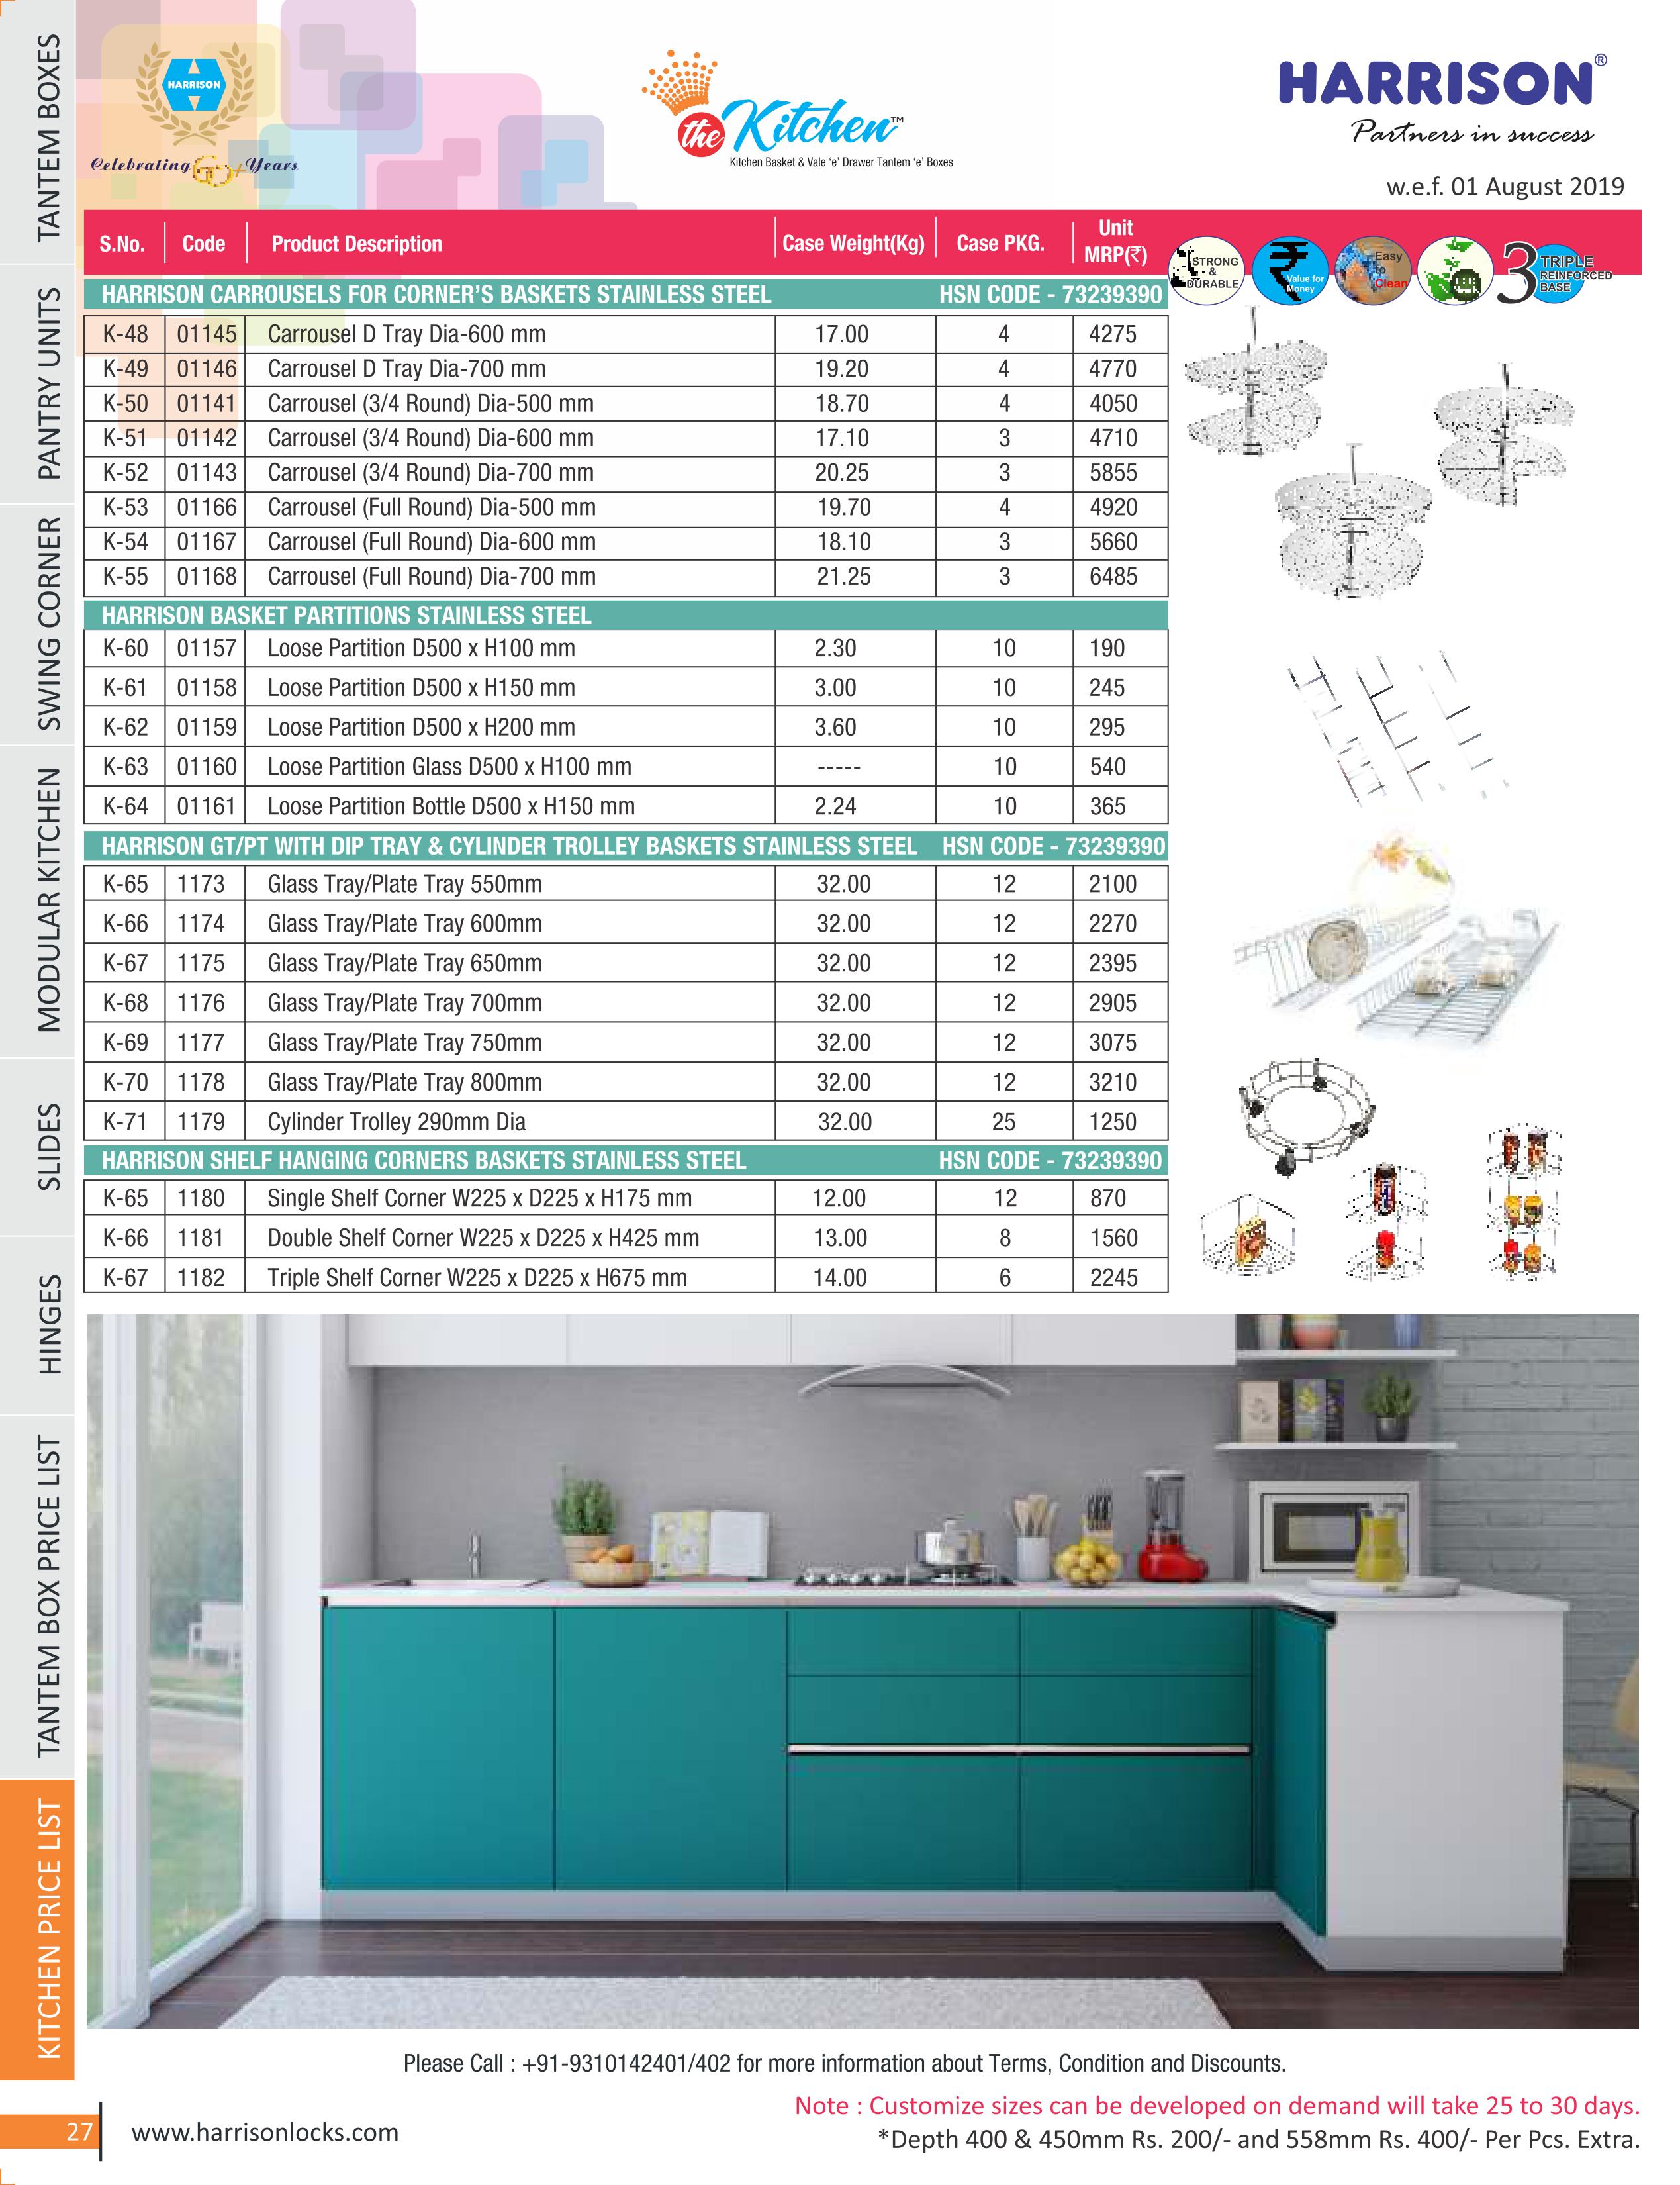 TANTEM BOXES
PANTRY UNITS
SWING CORNER
MODULAR KITCHEN
SLIDES
HINGES
TANTEM BOX PRICE LIST
KITCHEN PRICE LIST
HARRISON
Celebrating 60+ Years
the Kitchen™
Kitchen Basket & Vale 'e' Drawer Tantem 'e' Boxes
HARRISON®
Partners in success
w.e.f. 01 August 2019
S.No. Code Product Description Case Weight(Kg) Case PKG. Unit MRP(₹)
STRONG & DURABLE
Value for Money
Easy to Clean
3 TRIPLE REINFORCED BASE
HARRISON CARROUSELS FOR CORNER'S BASKETS STAINLESS STEEL HSN CODE - 73239390
K-48 01145 Carrousel D Tray Dia-600 mm 17.00 4 4275
K-49 01146 Carrousel D Tray Dia-700 mm 19.20 4 4770
K-50 01141 Carrousel (3/4 Round) Dia-500 mm 18.70 4 4050
K-51 01142 Carrousel (3/4 Round) Dia-600 mm 17.10 3 4710
K-52 01143 Carrousel (3/4 Round) Dia-700 mm 20.25 3 5855
K-53 01166 Carrousel (Full Round) Dia-500 mm 19.70 4 4920
K-54 01167 Carrousel (Full Round) Dia-600 mm 18.10 3 5660
K-55 01168 Carrousel (Full Round) Dia-700 mm 21.25 3 6485
HARRISON BASKET PARTITIONS STAINLESS STEEL
K-60 01157 Loose Partition D500 x H100 mm 2.30 10 190
K-61 01158 Loose Partition D500 x H150 mm 3.00 10 245
K-62 01159 Loose Partition D500 x H200 mm 3.60 10 295
K-63 01160 Loose Partition Glass D500 x H100 mm ----- 10 540
K-64 01161 Loose Partition Bottle D500 x H150 mm 2.24 10 365
HARRISON GT/PT WITH DIP TRAY & CYLINDER TROLLEY BASKETS STAINLESS STEEL HSN CODE - 73239390
K-65 1173 Glass Tray/Plate Tray 550mm 32.00 12 2100
K-66 1174 Glass Tray/Plate Tray 600mm 32.00 12 2270
K-67 1175 Glass Tray/Plate Tray 650mm 32.00 12 2395
K-68 1176 Glass Tray/Plate Tray 700mm 32.00 12 2905
K-69 1177 Glass Tray/Plate Tray 750mm 32.00 12 3075
K-70 1178 Glass Tray/Plate Tray 800mm 32.00 12 3210
K-71 1179 Cylinder Trolley 290mm Dia 32.00 25 1250
HARRISON SHELF HANGING CORNERS BASKETS STAINLESS STEEL HSN CODE - 73239390
K-65 1180 Single Shelf Corner W225 x D225 x H175 mm 12.00 12 870
K-66 1181 Double Shelf Corner W225 x D225 x H425 mm 13.00 8 1560
K-67 1182 Triple Shelf Corner W225 x D225 x H675 mm 14.00 6 2245
Please Call : +91-9310142401/402 for more information about Terms, Condition and Discounts.
Note : Customize sizes can be developed on demand will take 25 to 30 days.
*Depth 400 & 450mm Rs. 200/- and 558mm Rs. 400/- Per Pcs. Extra.
27
www.harrisonlocks.com